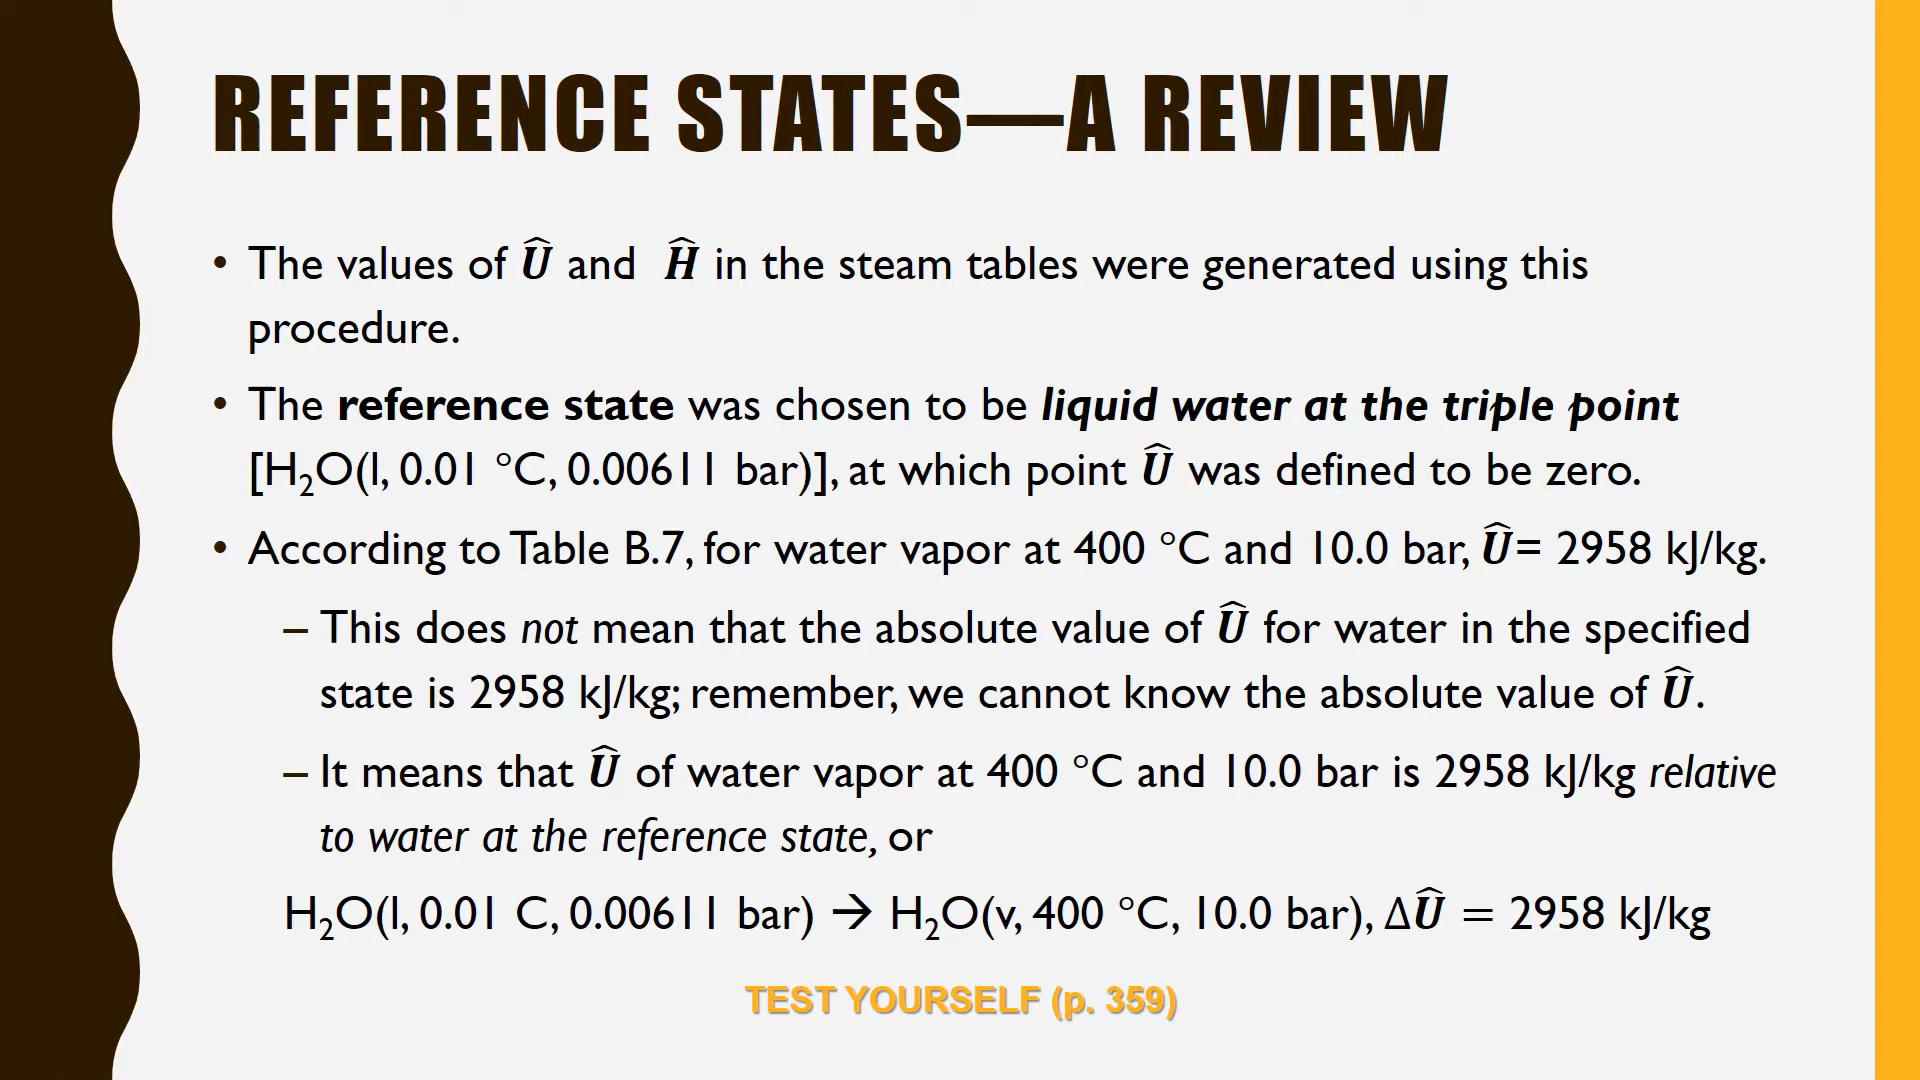 REFERENCE STATES—A REVIEW
• The values of Û and Ĥ in the steam tables were generated using this
procedure.
• The reference state was chosen to be liquid water at the triple point
[H₂O(l, 0.01 °C, 0.00611 bar)], at which point Û was defined to be zero.
• According to Table B.7, for water vapor at 400 °C and 10.0 bar, Û= 2958 kJ/kg.
– This does not mean that the absolute value of Û for water in the specified
state is 2958 kJ/kg; remember, we cannot know the absolute value of Û.
– It means that Û of water vapor at 400 °C and 10.0 bar is 2958 kJ/kg relative
to water at the reference state, or
H₂O(l, 0.01 C, 0.00611 bar) → H₂O(v, 400 °C, 10.0 bar), ΔÛ = 2958 kJ/kg
TEST YOURSELF (p. 359)